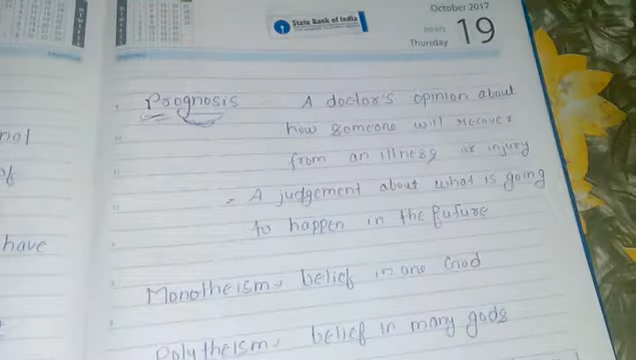 State Bank of India
October 2017
Thursday 19
nal
of
have
Prognosis A doctor's opinion about
how someone will recover
from an illness or injury
= A judgement about what is going
to happen in the future
Monotheism, belief in one God
Polytheism, belief in many gods